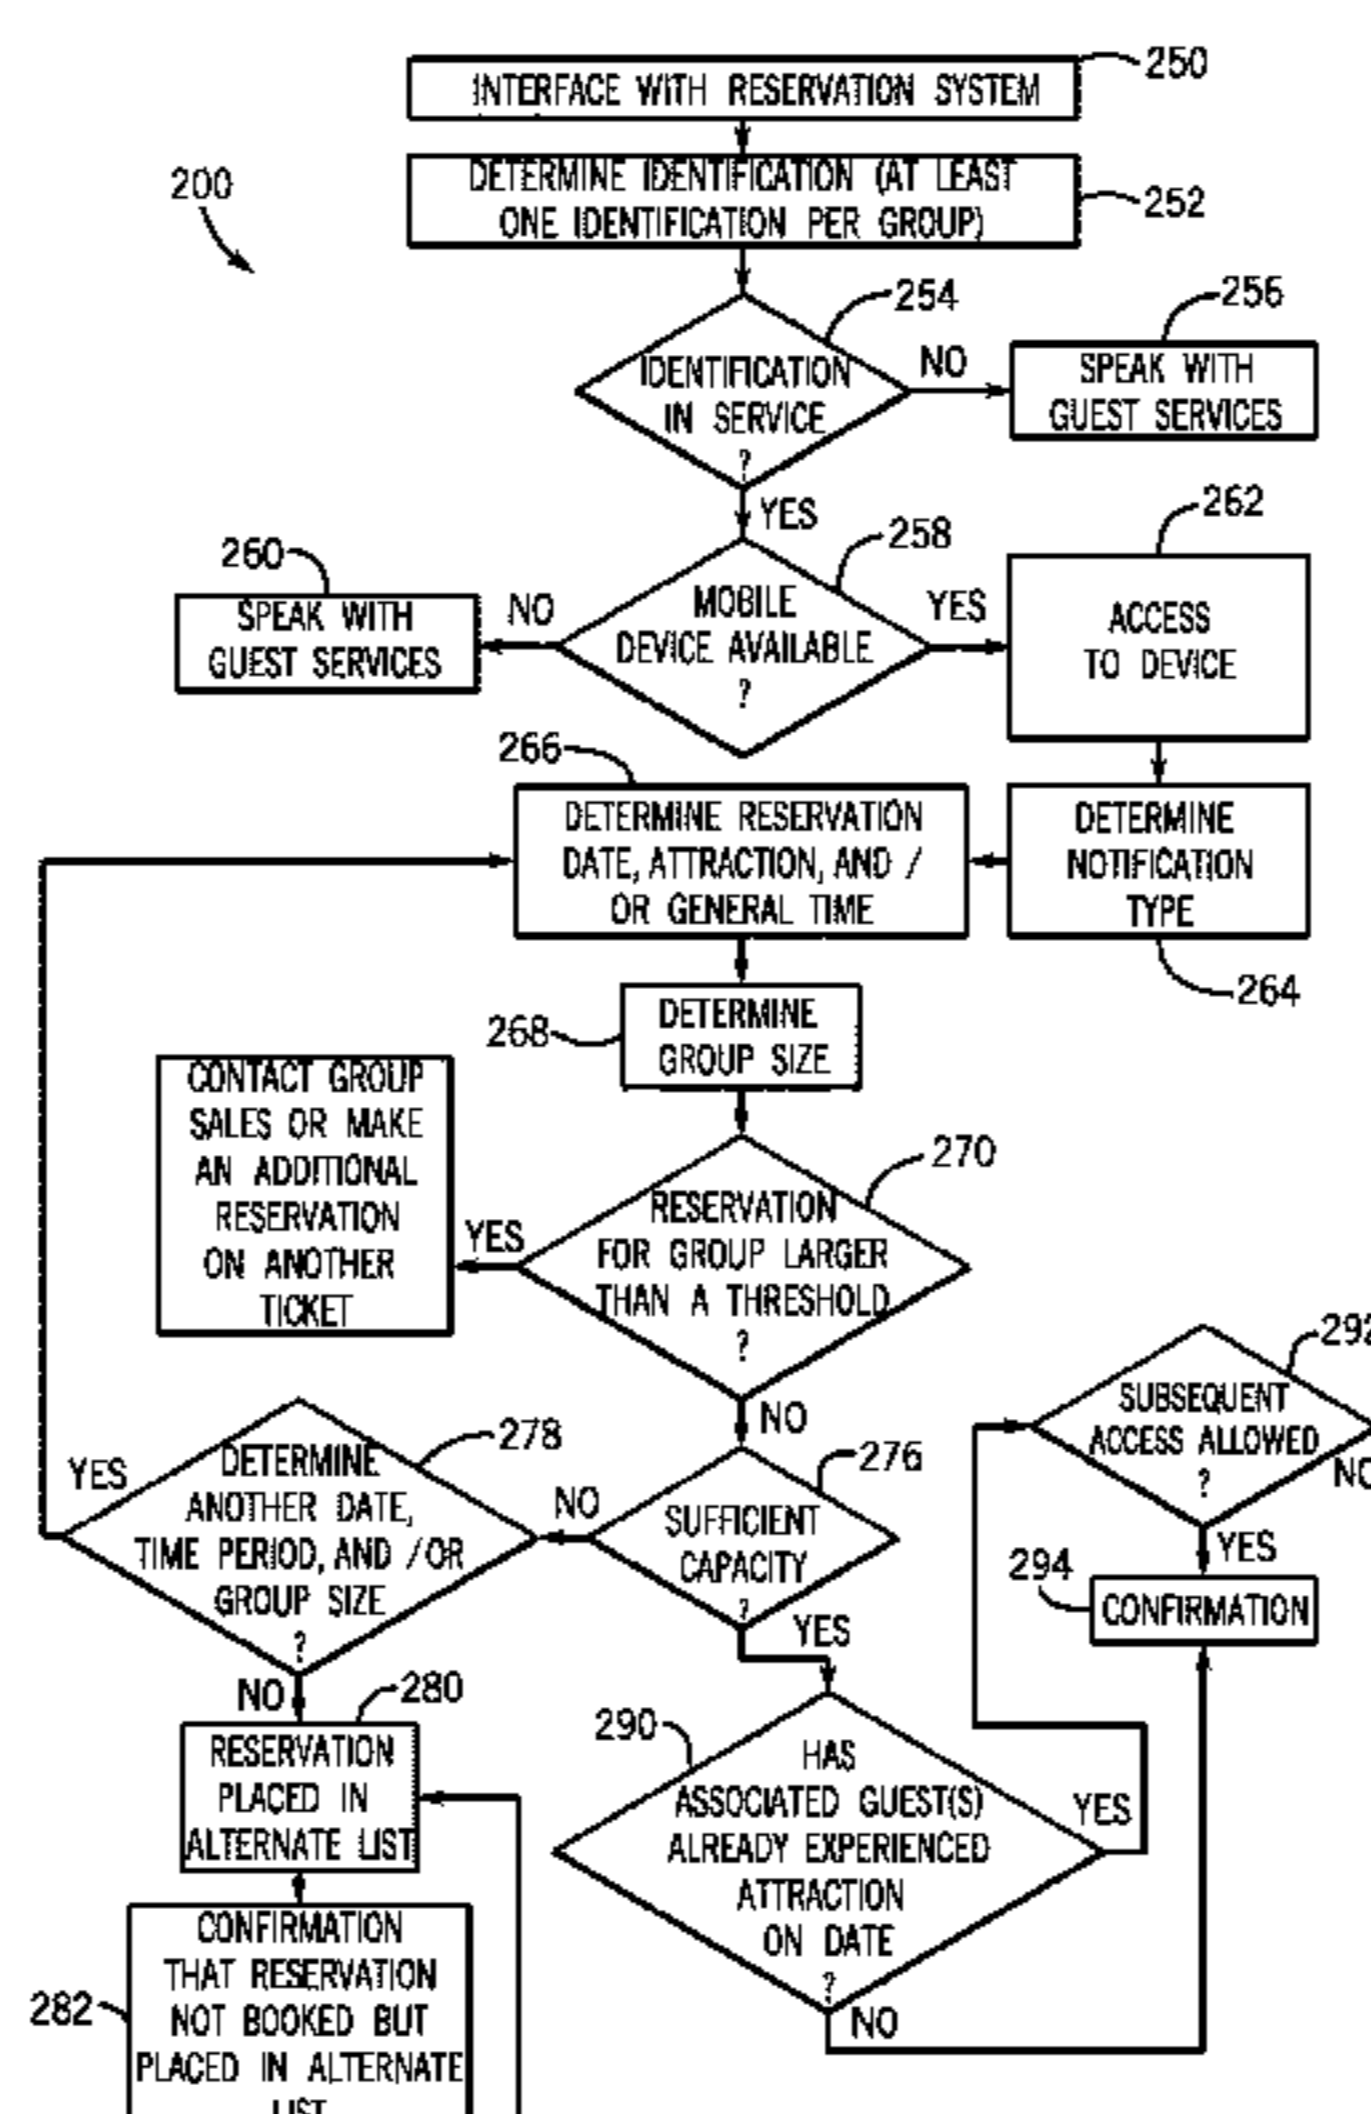 250
INTERFACE WITH RESERVATION SYSTEM
200
DETERMINE IDENTIFICATION (AT LEAST
ONE IDENTIFICATION PER GROUP)
252
254
IDENTIFICATION
IN SERVICE
?
NO
256
SPEAK WITH
GUEST SERVICES
YES
258
MOBILE
DEVICE AVAILABLE
?
NO
260
SPEAK WITH
GUEST SERVICES
YES
262
ACCESS
TO DEVICE
266
DETERMINE RESERVATION
DATE, ATTRACTION, AND /
OR GENERAL TIME
DETERMINE
NOTIFICATION
TYPE
264
268
DETERMINE
GROUP SIZE
CONTACT GROUP
SALES OR MAKE
AN ADDITIONAL
RESERVATION
ON ANOTHER
TICKET
YES
270
RESERVATION
FOR GROUP LARGER
THAN A THRESHOLD
?
NO
276
SUFFICIENT
CAPACITY
?
NO
YES
278
DETERMINE
ANOTHER DATE,
TIME PERIOD, AND /OR
GROUP SIZE
?
YES
NO
292
SUBSEQUENT
ACCESS ALLOWED
?
NO
YES
294
CONFIRMATION
280
RESERVATION
PLACED IN
ALTERNATE LIST
290
HAS
ASSOCIATED GUEST(S)
ALREADY EXPERIENCED
ATTRACTION
ON DATE
?
YES
NO
282
CONFIRMATION
THAT RESERVATION
NOT BOOKED BUT
PLACED IN ALTERNATE
LIST